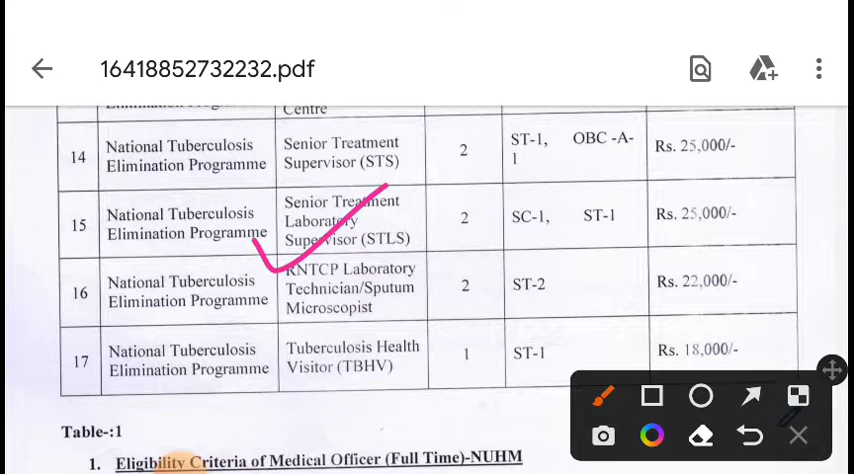 16418852732232.pdf
Centre
14 National Tuberculosis Elimination Programme Senior Treatment Supervisor (STS) 2 ST-1, OBC -A-1 Rs. 25,000/-
15 National Tuberculosis Elimination Programme Senior Treatment Laboratory Supervisor (STLS) 2 SC-1, ST-1 Rs. 25,000/-
16 National Tuberculosis Elimination Programme RNTCP Laboratory Technician/Sputum Microscopist 2 ST-2 Rs. 22,000/-
17 National Tuberculosis Elimination Programme Tuberculosis Health Visitor (TBHV) 1 ST-1 Rs. 18,000/-
Table-:1
1. Eligibility Criteria of Medical Officer (Full Time)-NUHM